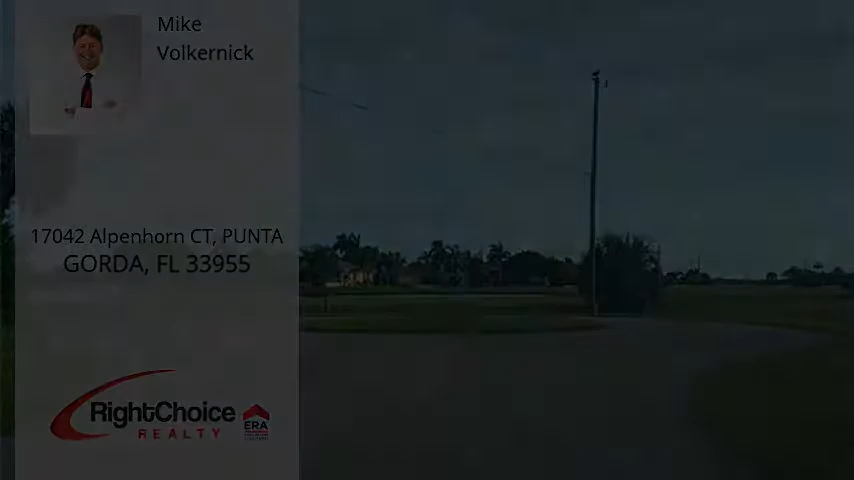 Mike
Volkernick
17042 Alpenhorn CT, PUNTA
GORDA, FL 33955
RightChoice
REALTY
ERA